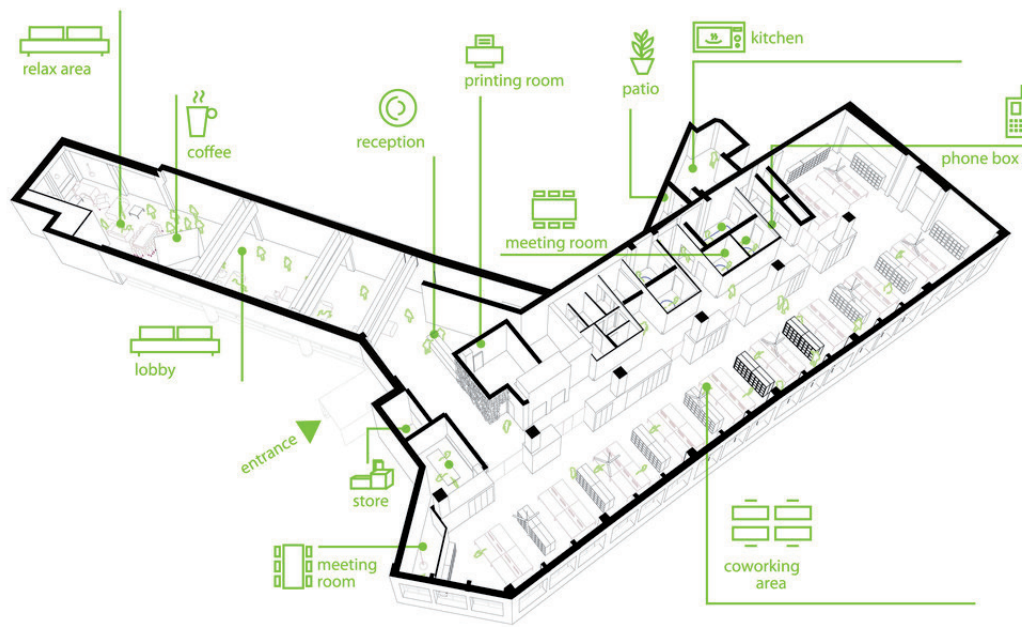 kitchen
relax area
printing room
patio
coffee
reception
phone box
meeting room
lobby
entrance
store
meeting
room
coworking
area